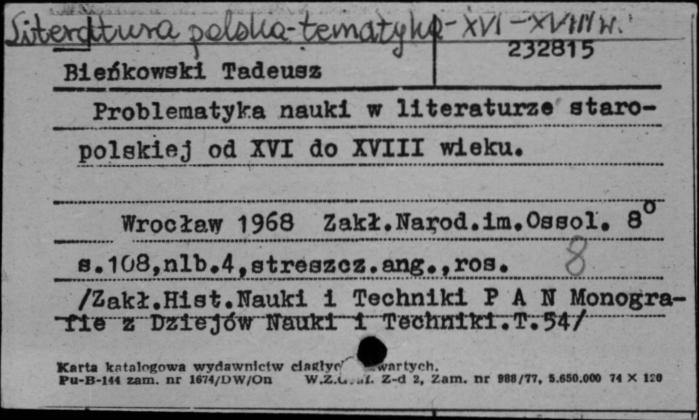 Literatura polska-tematyka-XVI-XVIII w.
232815
Bieńkowski Tadeusz
Problematyka nauki w literaturze staro-
polskiej od XVI do XVIII wieku.
Wrocław 1968 Zakł.Narod.im.Ossol. 8°
s.108,nlb.4,streszcz.ang.,ros. 8
/Zakł.Hist.Nauki i Techniki P A N Monogra-
fie z Dziejów Nauki i Techniki.T.54/
Karta katalogowa wydawnictw ciągłyc wartych.
Pu-B-144 zam. nr 1674/DW/On W.Z.G. Z-d 2, Zam. nr 988/77, 5.650.000 74 X 120